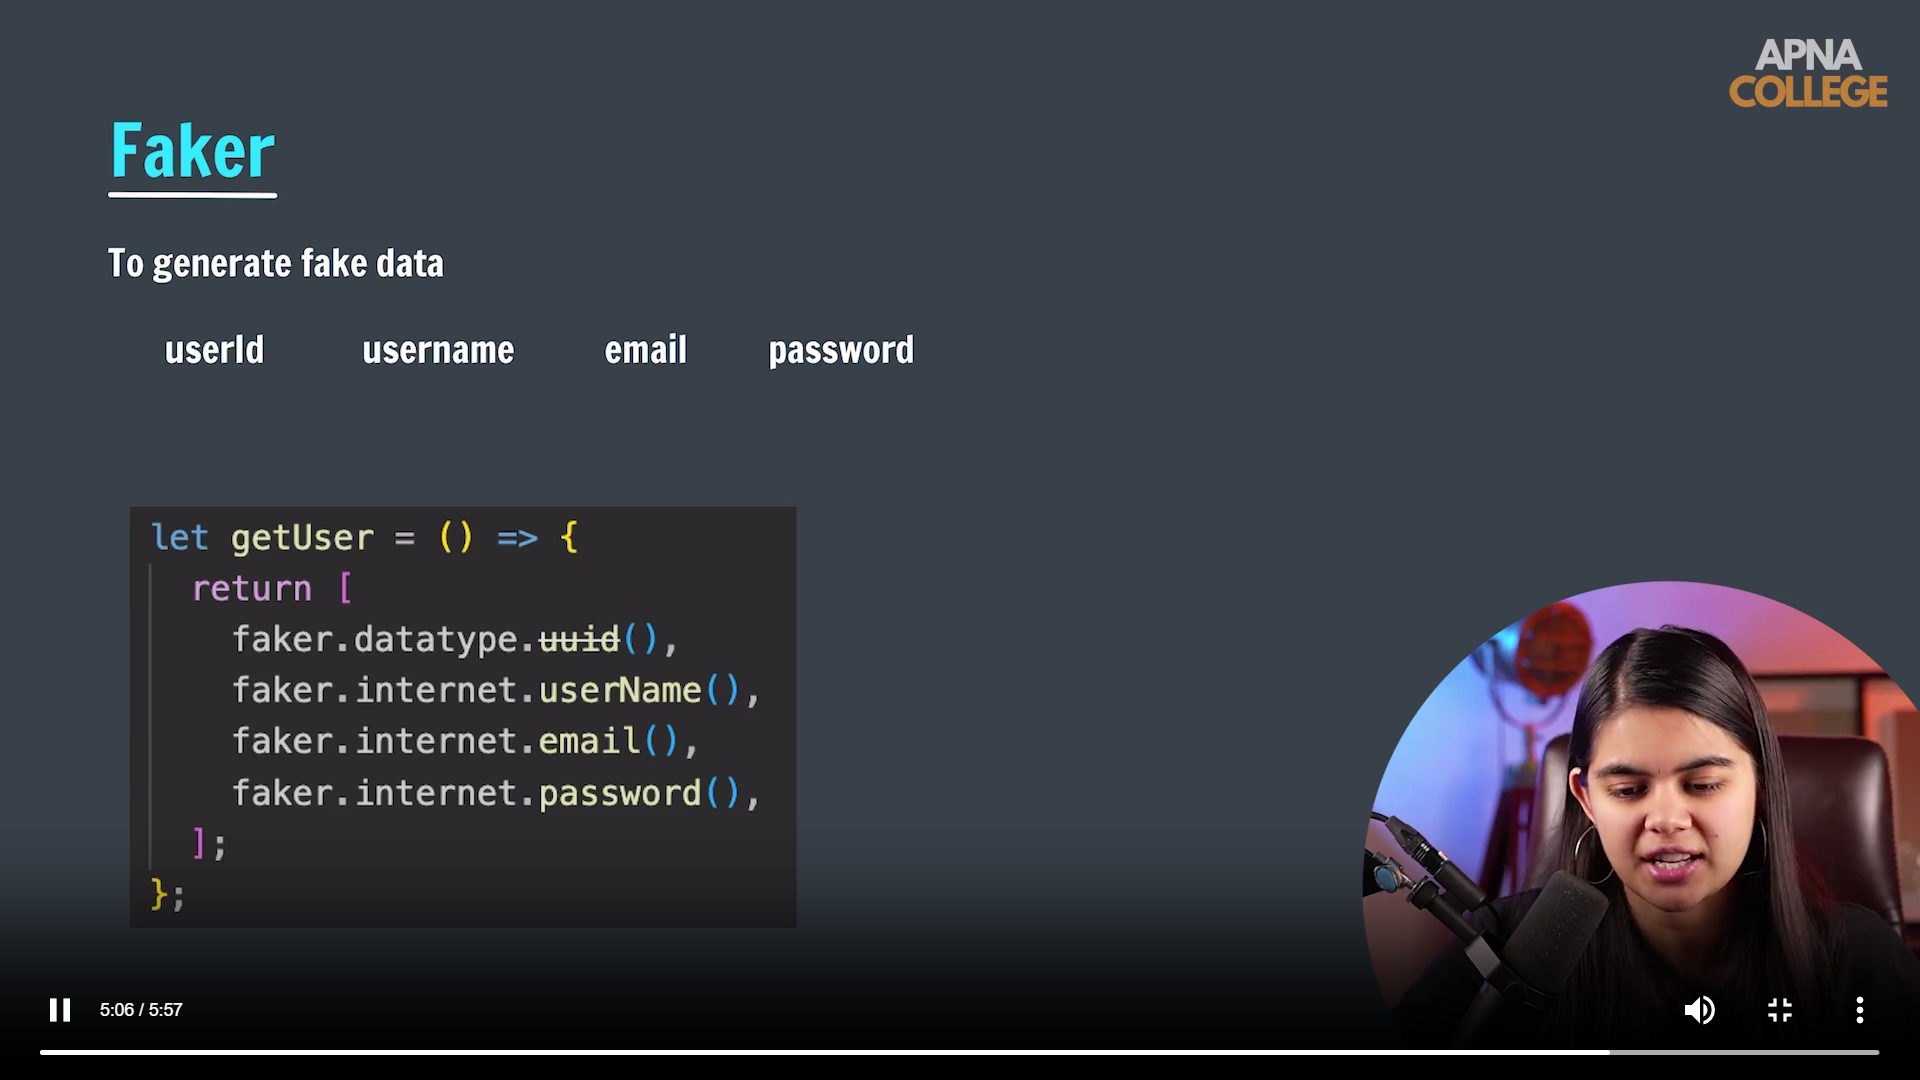 APNA
COLLEGE
Faker
To generate fake data
userId username email password
let getUser = () => {
return [
faker.datatype.uuid(),
faker.internet.userName(),
faker.internet.email(),
faker.internet.password(),
];
};
5:06 / 5:57